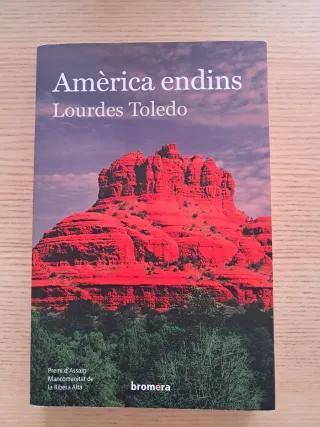 Amèrica endins
Lourdes Toledo
Premi d'Assaig
Mancomunitat de
la Ribera Alta
bromera